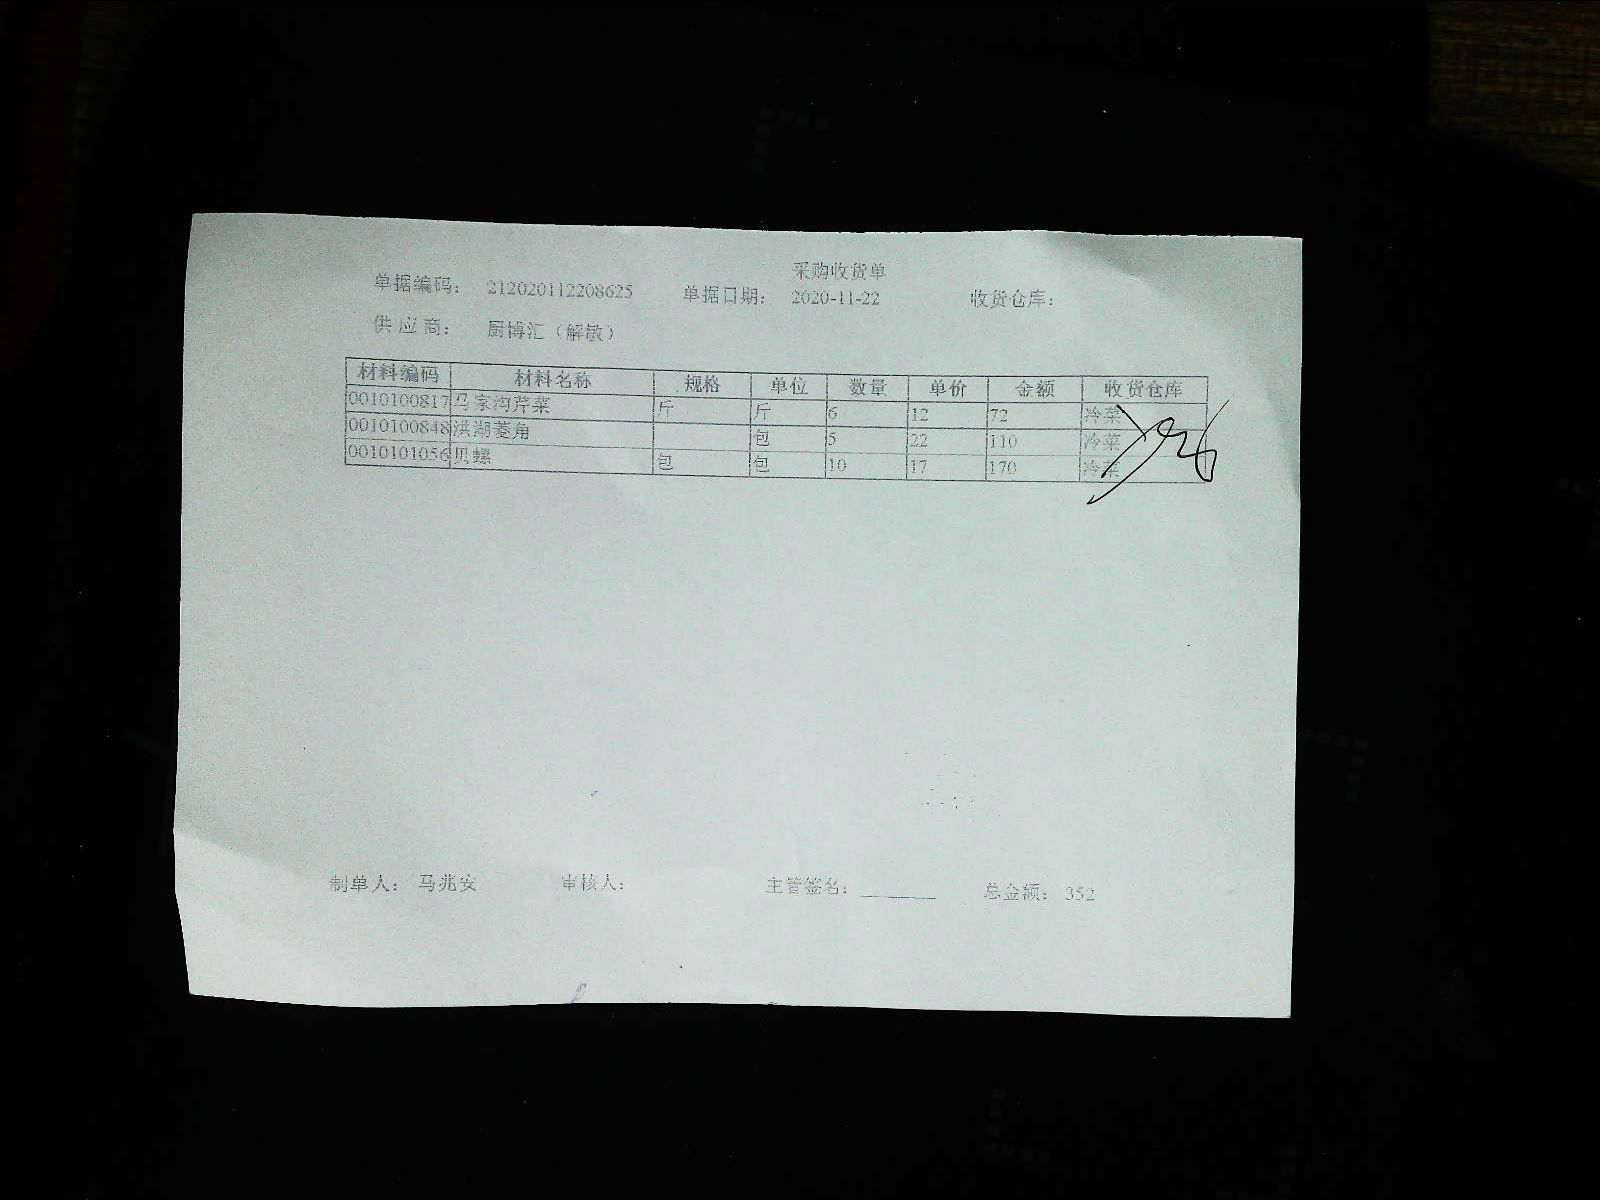 采购收货单
单据编码： 212020112208625 单据日期： 2020-11-22 收货仓库：
供应商： 厨博汇（解敏）
材料编码 材料名称 规格 单位 数量 单价 金额 收货仓库
0010100817 马家沟芹菜 斤 斤 6 12 72 冷菜
0010100848 洪湖菱角 包 5 22 110 冷菜
0010101056 贝螺 包 包 10 17 170 冷菜
制单人： 马兆安 审核人： 主管签名： 总金额： 352